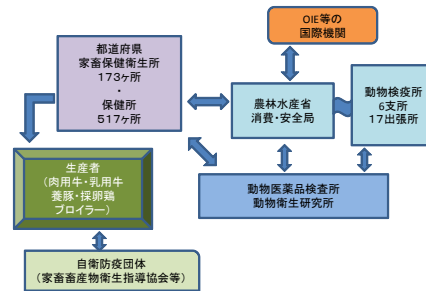 OIE等の
国際機関
都道府県
家畜保健衛生所
173ヶ所
・
保健所
517ヶ所
農林水産省
消費・安全局
動物検疫所
6支所
17出張所
生産者
(肉用牛・乳用牛
養豚・採卵鶏
ブロイラー)
動物医薬品検査所
動物衛生研究所
自衛防疫団体
(家畜畜産物衛生指導協会等)